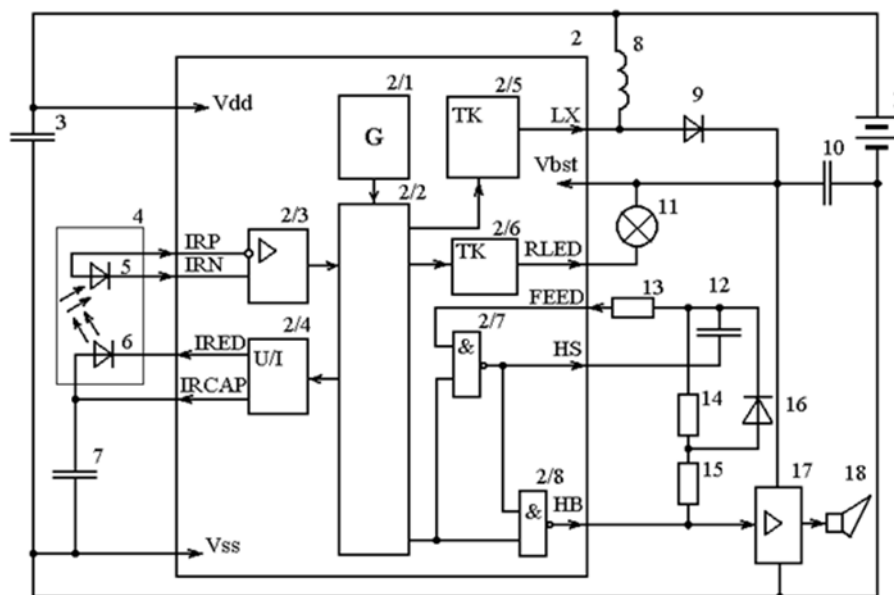 2
8
2/1
2/5
9
3
Vdd
TK
LX
G
10
Vbst
2/2
4
2/3
2/6
11
IRP
TK
RLED
5
IRN
FEED
13
12
2/4
2/7
6
IRED
U/I
&
HS
IRCAP
14
16
7
15
17
18
2/8
&
HB
Vss